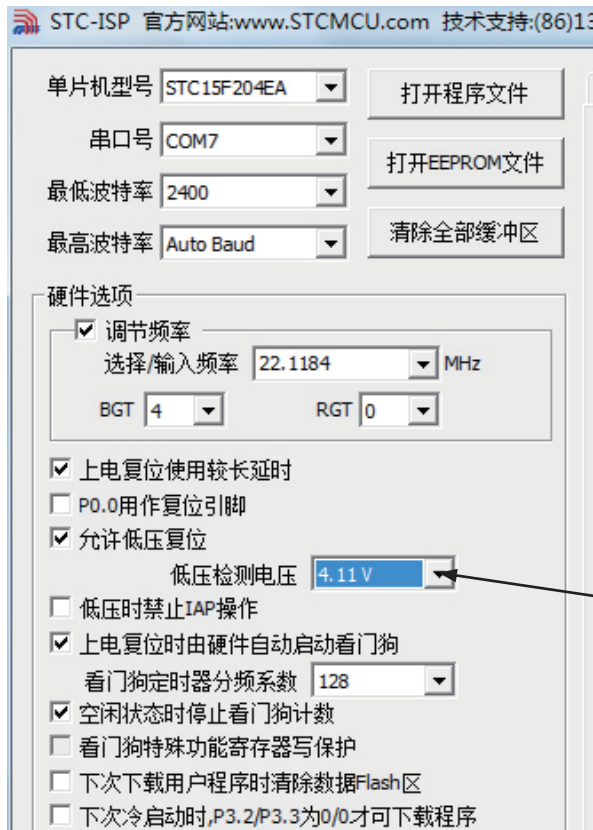 STC-ISP 官方网站:www.STCMCU.com 技术支持:(86)13
单片机型号 STC15F204EA 打开程序文件
串口号 COM7
打开EEPROM文件
最低波特率 2400
清除全部缓冲区
最高波特率 Auto Baud
硬件选项
调节频率
选择/输入频率 22.1184 MHz
BGT 4 RGT 0
上电复位使用较长延时
P0.0用作复位引脚
允许低压复位
低压检测电压 4.11 V
低压时禁止IAP操作
上电复位时由硬件自动启动看门狗
看门狗定时器分频系数 128
空闲状态时停止看门狗计数
看门狗特殊功能寄存器写保护
下次下载用户程序时清除数据Flash区
下次冷启动时,P3.2/P3.3为0/0才可下载程序